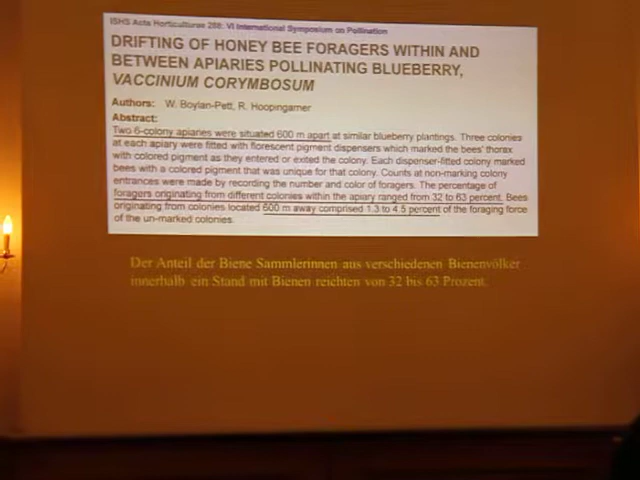 ISHS Acta Horticulturae 288: VI International Symposium on Pollination
DRIFTING OF HONEY BEE FORAGERS WITHIN AND
BETWEEN APIARIES POLLINATING BLUEBERRY,
VACCINIUM CORYMBOSUM
Authors: W. Boylan-Pett, R. Hoopingarner
Abstract:
Two 6-colony apiaries were situated 600 m apart at similar blueberry plantings. Three colonies
at each apiary were fitted with florescent pigment dispensers which marked the bees' thorax
with colored pigment as they entered or exited the colony. Each dispenser-fitted colony marked
bees with a colored pigment that was unique for that colony. Counts at non-marking colony
entrances were made by recording the number and color of foragers. The percentage of
foragers originating from different colonies within the apiary ranged from 32 to 63 percent. Bees
originating from colonies located 600 m away comprised 1.3 to 4.5 percent of the foraging force
of the un-marked colonies.
Der Anteil der Biene Sammlerinnen aus verschiedenen Bienenvölker
innerhalb ein Stand mit Bienen reichten von 32 bis 63 Prozent.